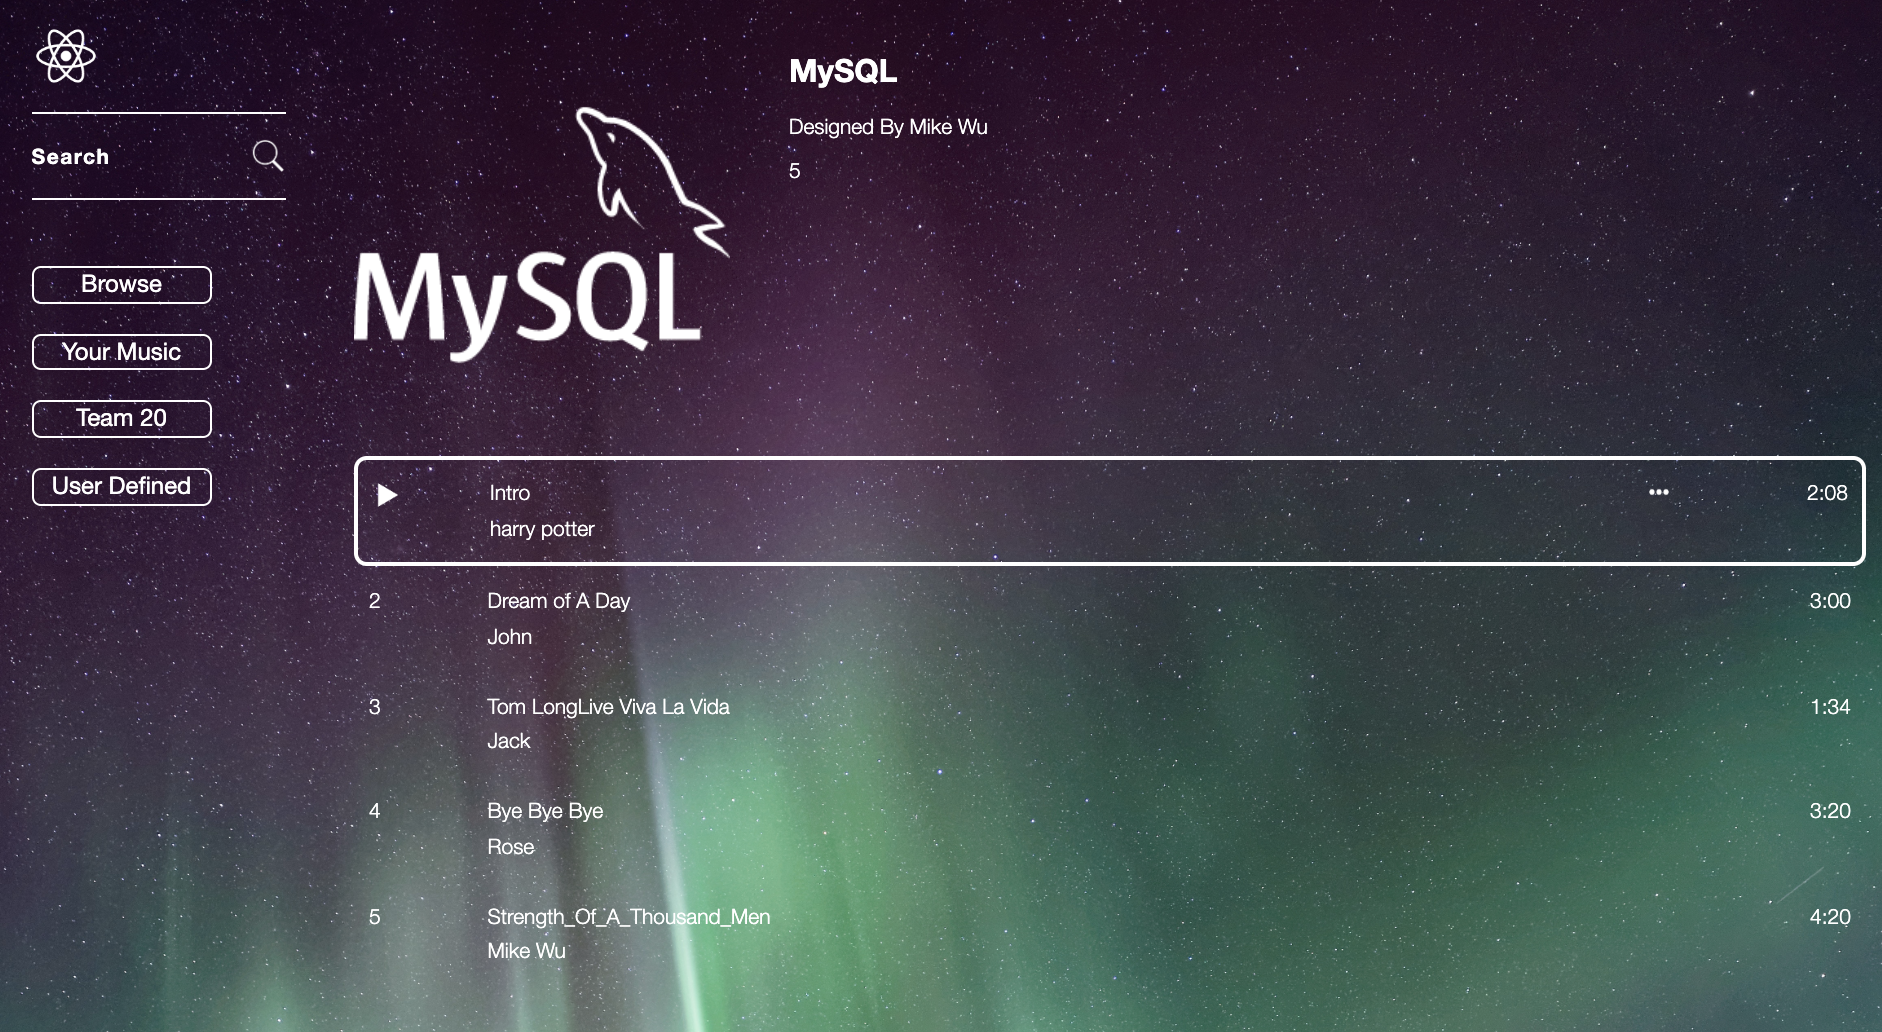 Search
Browse
Your Music
Team 20
User Defined
MySQL
MySQL
Designed By Mike Wu
5
Intro ••• 2:08
harry potter
2 Dream of A Day 3:00
John
3 Tom LongLive Viva La Vida 1:34
Jack
4 Bye Bye Bye 3:20
Rose
5 Strength_Of_A_Thousand_Men 4:20
Mike Wu